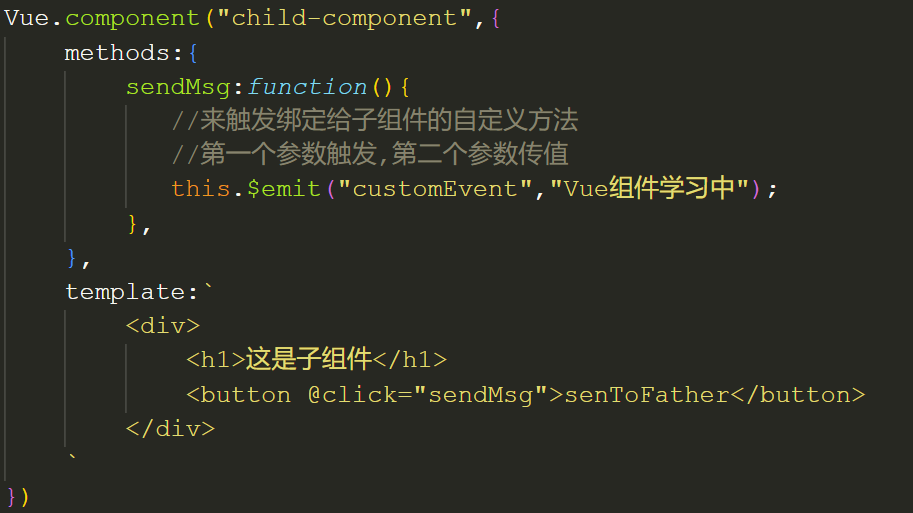 Vue.component("child-component",{
methods:{
sendMsg:function(){
//来触发绑定给子组件的自定义方法
//第一个参数触发,第二个参数传值
this.$emit("customEvent","Vue组件学习中");
},
},
template:`
<div>
<h1>这是子组件</h1>
<button @click="sendMsg">senToFather</button>
</div>
`
})